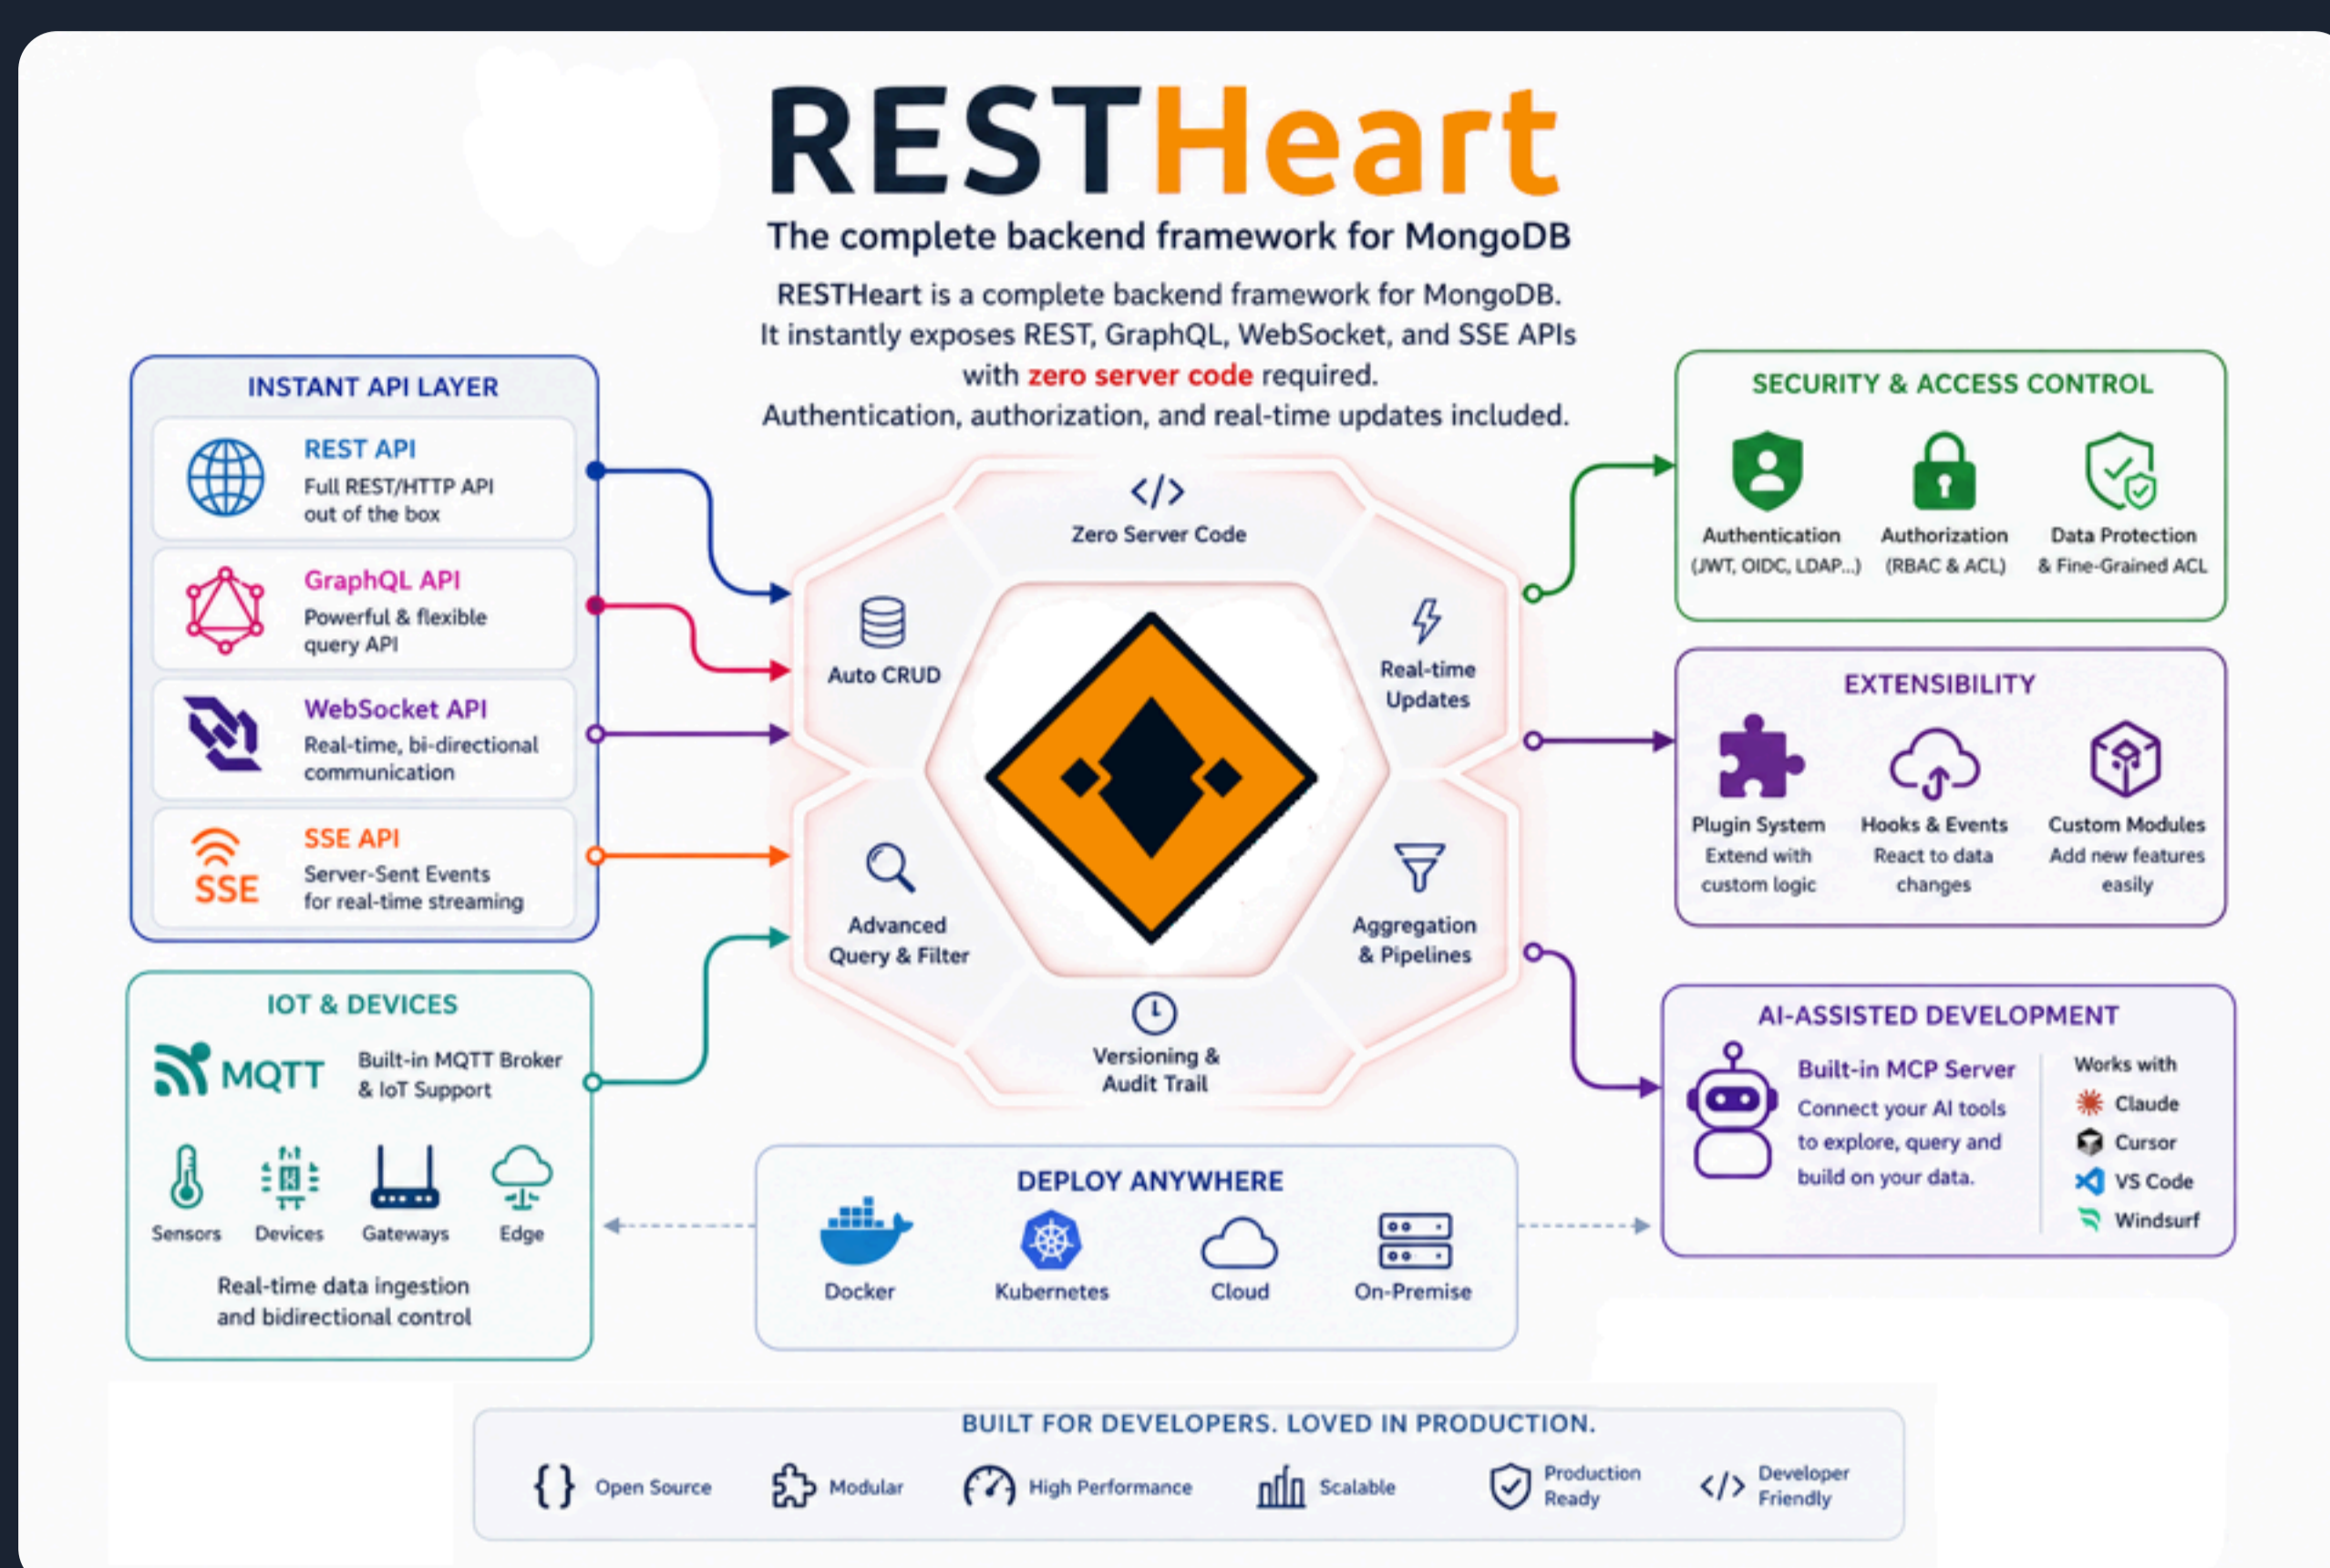 RESTHeart
The complete backend framework for MongoDB
RESTHeart is a complete backend framework for MongoDB.
It instantly exposes REST, GraphQL, WebSocket, and SSE APIs
with zero server code required.
Authentication, authorization, and real-time updates included.
INSTANT API LAYER
REST API
Full REST/HTTP API
out of the box
GraphQL API
Powerful & flexible
query API
WebSocket API
Real-time, bi-directional
communication
SSE API
SSE
Server-Sent Events
for real-time streaming
IOT & DEVICES
MQTT
Built-in MQTT Broker
& IoT Support
Sensors
Devices
Gateways
Edge
Real-time data ingestion
and bidirectional control
</> 
Zero Server Code
Auto CRUD
Real-time
Updates
Advanced
Query & Filter
Aggregation
& Pipelines
Versioning &
Audit Trail
SECURITY & ACCESS CONTROL
Authentication
(JWT, OIDC, LDAP...)
Authorization
(RBAC & ACL)
Data Protection
& Fine-Grained ACL
EXTENSIBILITY
Plugin System
Extend with
custom logic
Hooks & Events
React to data
changes
Custom Modules
Add new features
easily
AI-ASSISTED DEVELOPMENT
Built-in MCP Server
Connect your AI tools
to explore, query and
build on your data.
Works with
Claude
Cursor
VS Code
Windsurf
DEPLOY ANYWHERE
Docker
Kubernetes
Cloud
On-Premise
BUILT FOR DEVELOPERS. LOVED IN PRODUCTION.
{} Open Source
Modular
High Performance
Scalable
Production
Ready
</> Developer
Friendly